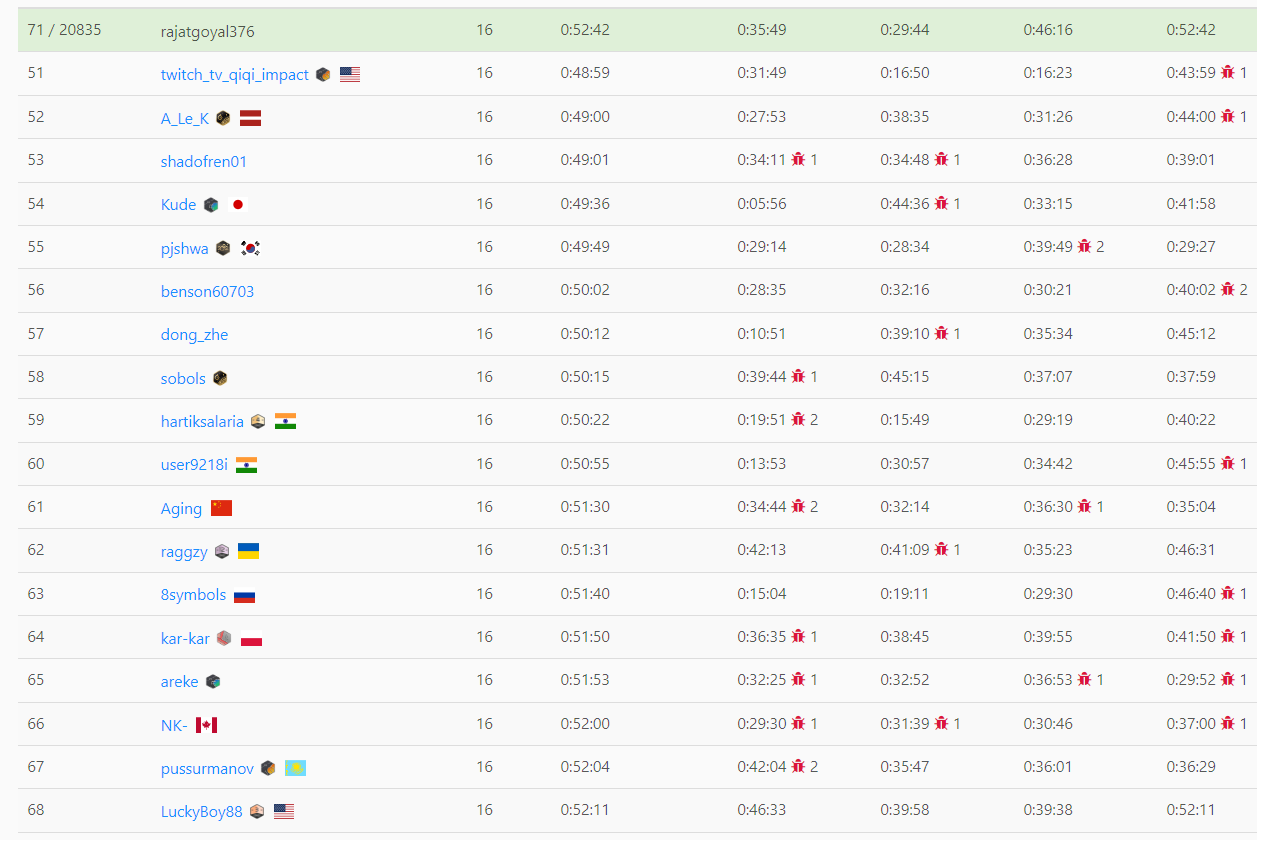 71 / 20835 rajatgoyal376 16 0:52:42 0:35:49 0:29:44 0:46:16 0:52:42
51 twitch_tv_qiqi_impact 16 0:48:59 0:31:49 0:16:50 0:16:23 0:43:59 1
52 A_Le_K 16 0:49:00 0:27:53 0:38:35 0:31:26 0:44:00 1
53 shadofren01 16 0:49:01 0:34:11 1 0:34:48 1 0:36:28 0:39:01
54 Kude 16 0:49:36 0:05:56 0:44:36 1 0:33:15 0:41:58
55 pjshwa 16 0:49:49 0:29:14 0:28:34 0:39:49 2 0:29:27
56 benson60703 16 0:50:02 0:28:35 0:32:16 0:30:21 0:40:02 2
57 dong_zhe 16 0:50:12 0:10:51 0:39:10 1 0:35:34 0:45:12
58 sobols 16 0:50:15 0:39:44 1 0:45:15 0:37:07 0:37:59
59 hartiksalaria 16 0:50:22 0:19:51 2 0:15:49 0:29:19 0:40:22
60 user9218i 16 0:50:55 0:13:53 0:30:57 0:34:42 0:45:55 1
61 Aging 16 0:51:30 0:34:44 2 0:32:14 0:36:30 1 0:35:04
62 raggzy 16 0:51:31 0:42:13 0:41:09 1 0:35:23 0:46:31
63 8symbols 16 0:51:40 0:15:04 0:19:11 0:29:30 0:46:40 1
64 kar-kar 16 0:51:50 0:36:35 1 0:38:45 0:39:55 0:41:50 1
65 areke 16 0:51:53 0:32:25 1 0:32:52 0:36:53 1 0:29:52 1
66 NK- 16 0:52:00 0:29:30 1 0:31:39 1 0:30:46 0:37:00 1
67 pussurmanov 16 0:52:04 0:42:04 2 0:35:47 0:36:01 0:36:29
68 LuckyBoy88 16 0:52:11 0:46:33 0:39:58 0:39:38 0:52:11